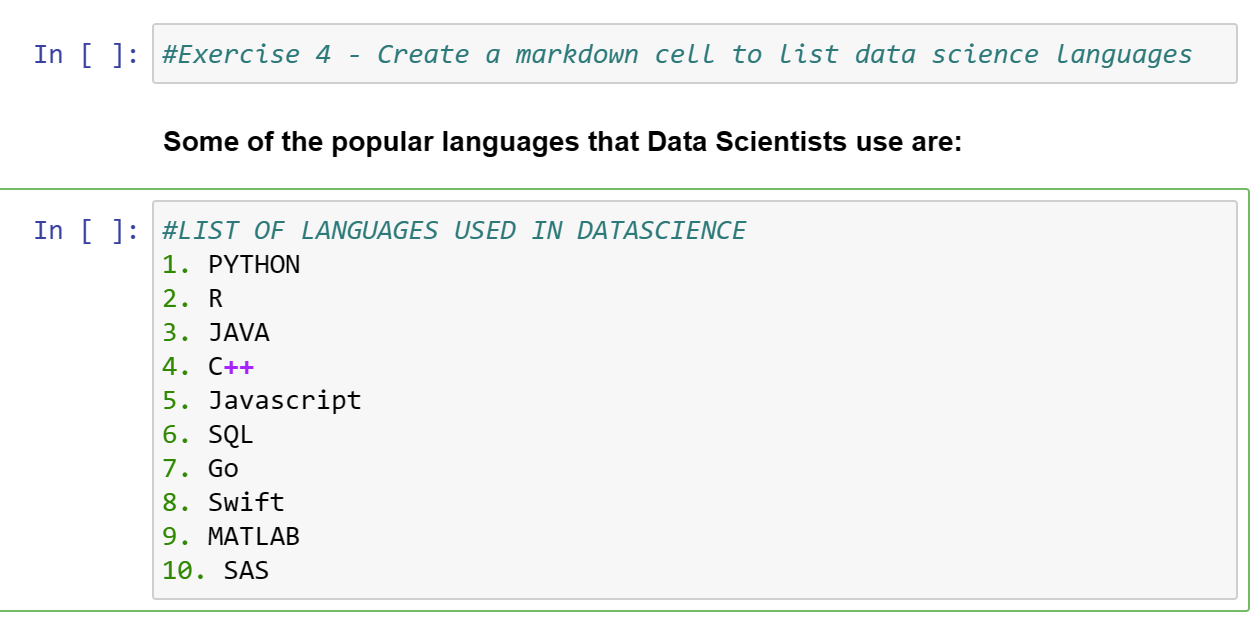 In [ ]: #Exercise 4 - Create a markdown cell to list data science languages
Some of the popular languages that Data Scientists use are:
In [ ]: #LIST OF LANGUAGES USED IN DATASCIENCE
1. PYTHON
2. R
3. JAVA
4. C++
5. Javascript
6. SQL
7. Go
8. Swift
9. MATLAB
10. SAS